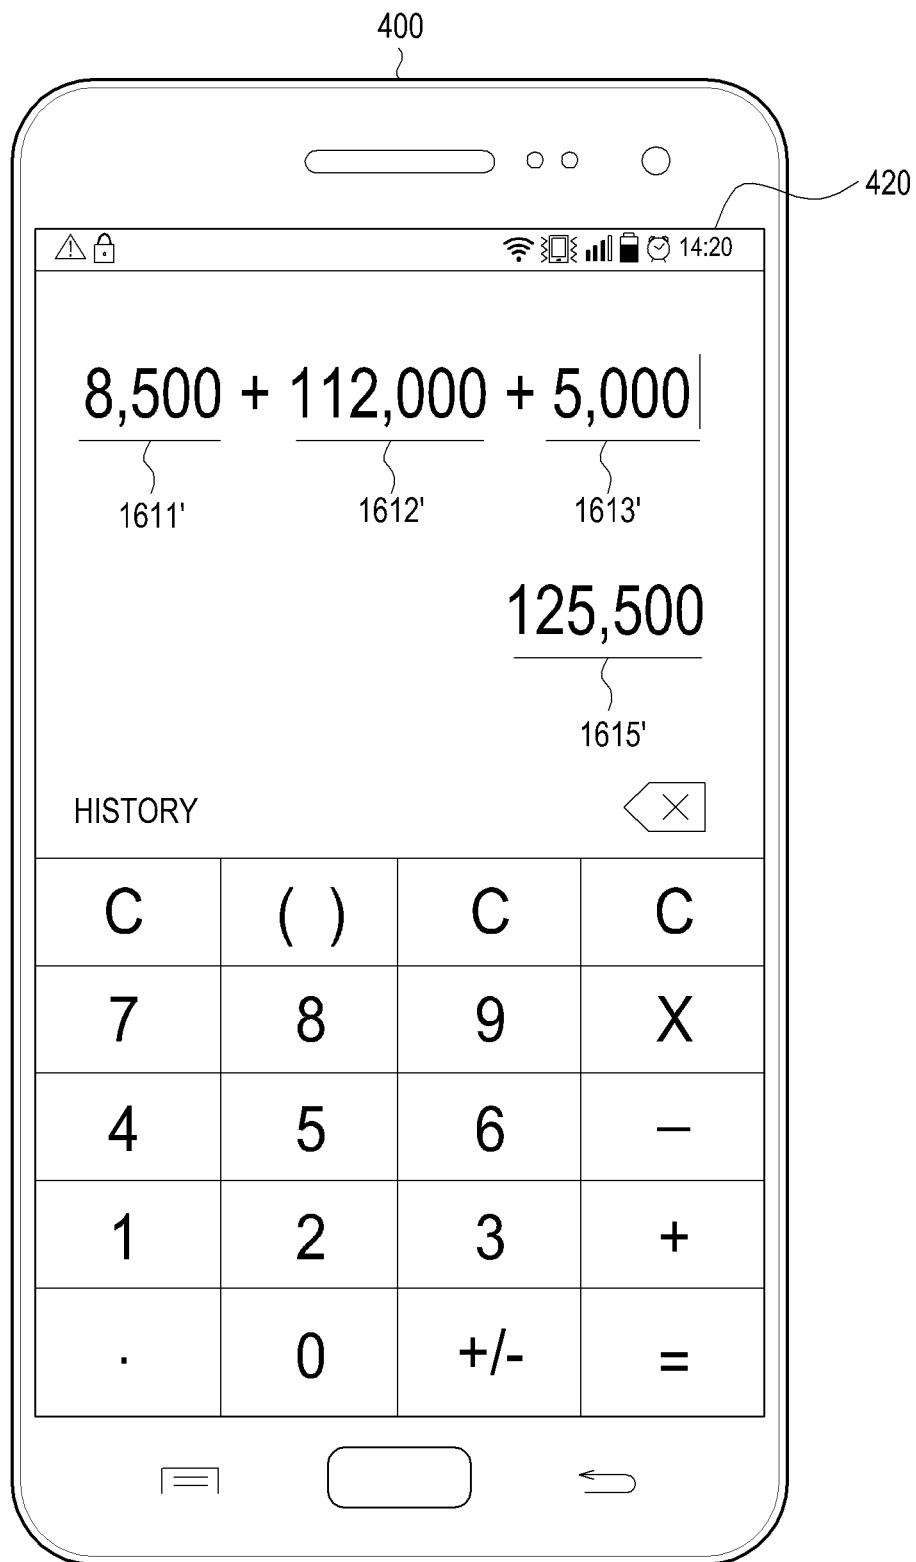 400
420
14:20
8,500 + 112,000 + 5,000
1611' 1612' 1613'
125,500
1615'
HISTORY
C ( ) C C
7 8 9 X
4 5 6 –
1 2 3 +
. 0 +/- =